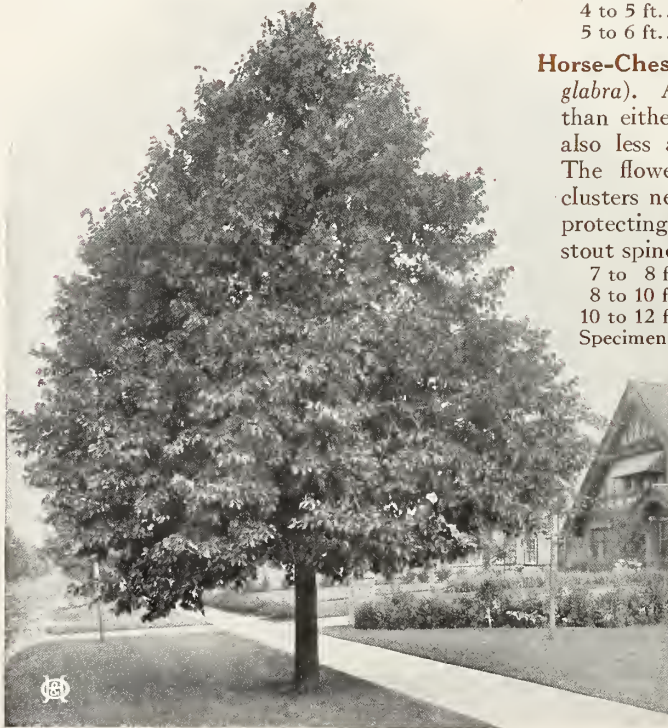 4 to 5 ft..
5 to 6 ft..
Horse-Ches
glabra). A
than eithe
also less a
The flowe
clusters ne
protecting
stout spine
7 to 8 f
8 to 10 f
10 to 12 f
Specimen